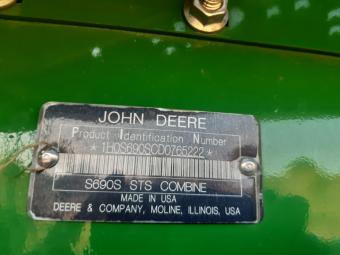 JOHN DEERE
Product Identification Number
* 1H0S690SCD0765222 *
S690S STS COMBINE
MADE IN USA
DEERE & COMPANY, MOLINE, ILLINOIS, USA